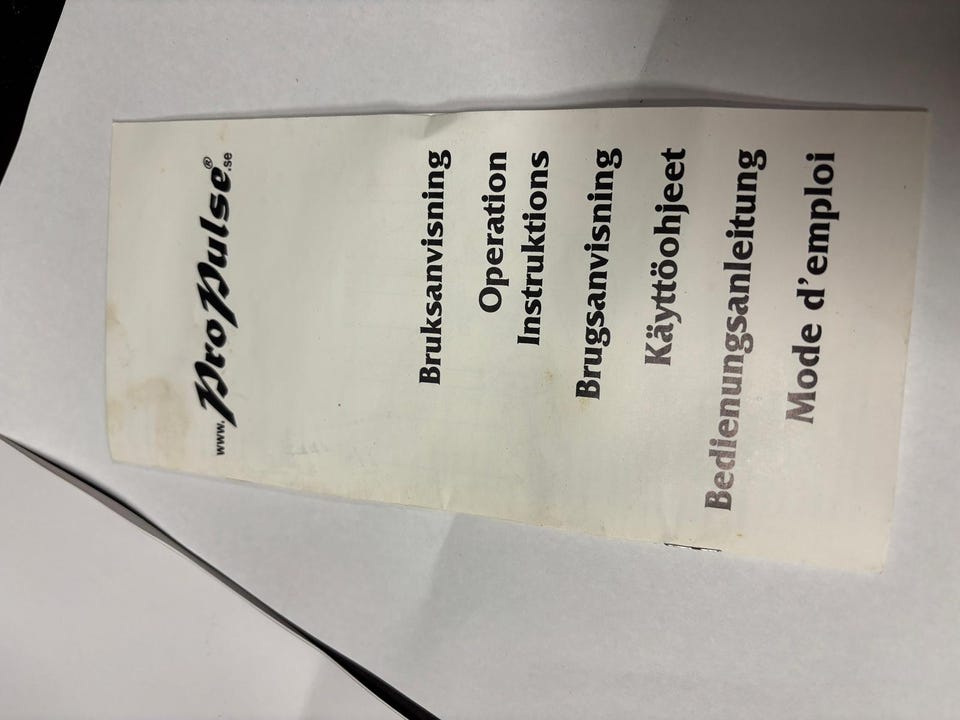 www.ProPulse®.se
Bruksanvisning
Operation
Instruktions
Brugsanvisning
Käyttöohjeet
Bedienungsanleitung
Mode d'emploi